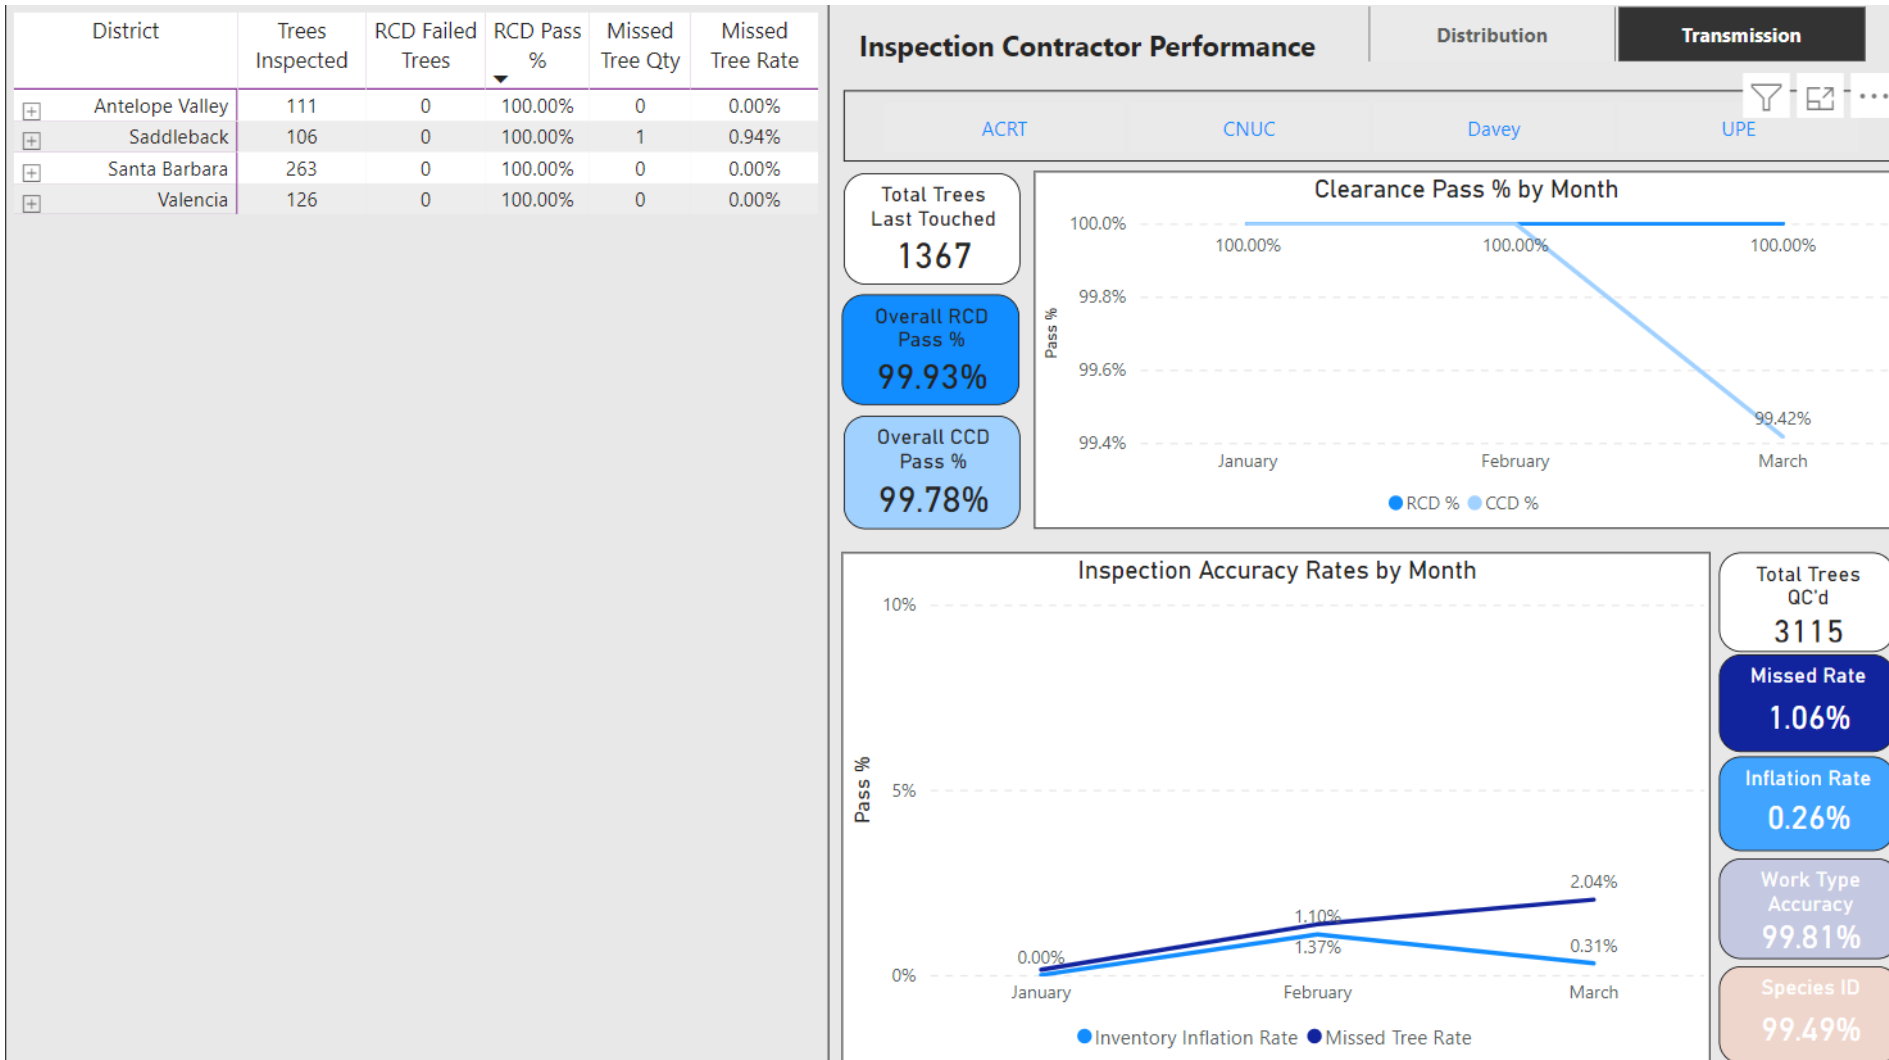 District Trees Inspected RCD Failed Trees RCD Pass % Missed Tree Qty Missed Tree Rate
Antelope Valley 111 0 100.00% 0 0.00%
Saddleback 106 0 100.00% 1 0.94%
Santa Barbara 263 0 100.00% 0 0.00%
Valencia 126 0 100.00% 0 0.00%
Inspection Contractor Performance
Distribution
Transmission
ACRT CNUC Davey UPE
Total Trees
Last Touched
1367
Overall RCD
Pass %
99.93%
Overall CCD
Pass %
99.78%
Clearance Pass % by Month
Pass %
100.0%
99.8%
99.6%
99.4%
100.00% 100.00% 100.00%
99.42%
January February March
RCD % CCD %
Inspection Accuracy Rates by Month
Pass %
10%
5%
0%
2.04%
1.10%
0.00% 1.37% 0.31%
January February March
Inventory Inflation Rate Missed Tree Rate
Total Trees
QC'd
3115
Missed Rate
1.06%
Inflation Rate
0.26%
Work Type
Accuracy
99.81%
Species ID
99.49%